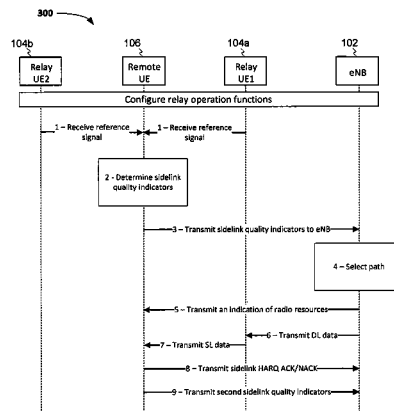 300
104b
106
104a
102
Relay
UE2
Remote
UE
Relay
UE1
eNB
Configure relay operation functions
1 – Receive reference
signal
1 – Receive reference
signal
2 - Determine sidelink
quality indicators
3 – Transmit sidelink quality indicators to eNB
4 – Select path
5 – Transmit an indication of radio resources
6 – Transmit DL data
7 – Transmit SL data
8 – Transmit sidelink HARQ ACK/NACK
9 – Transmit second sidelink quality indicators